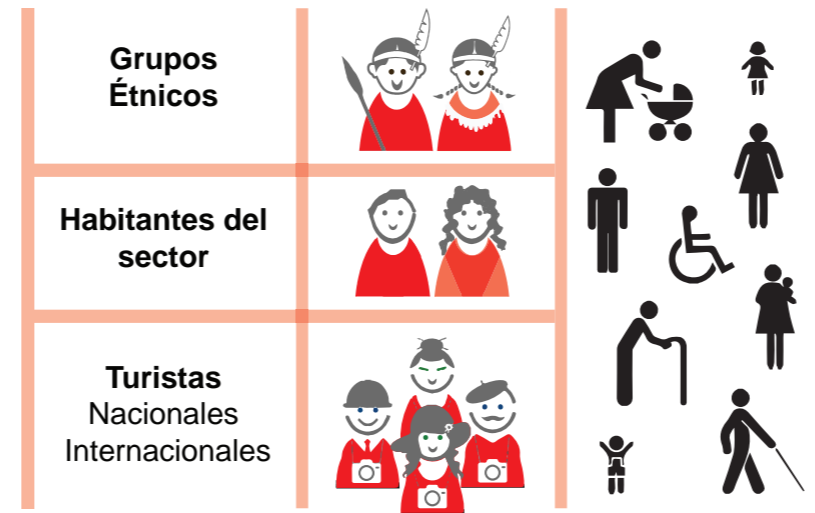 Grupos
Étnicos
Habitantes del
sector
Turistas
Nacionales
Internacionales